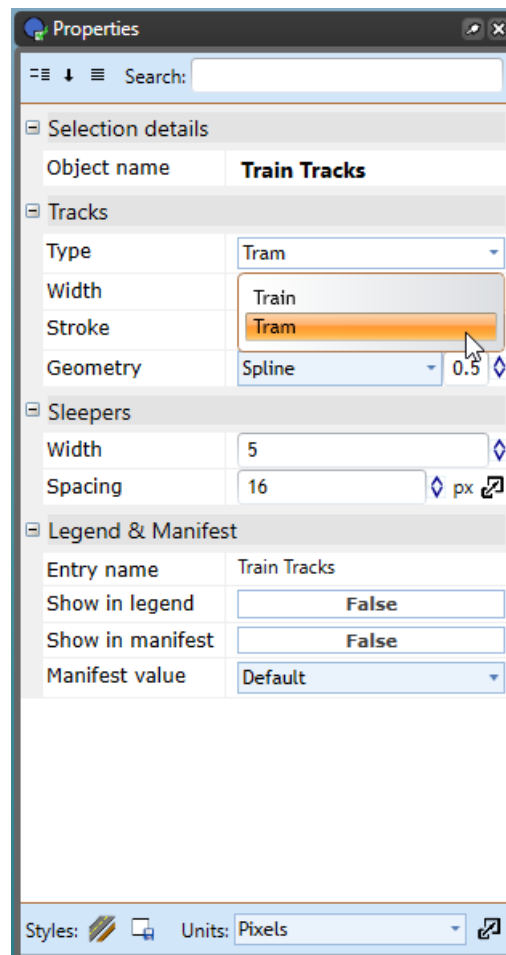 Properties
Search:
Selection details
Object name Train Tracks
Tracks
Type Tram
Width Train
Stroke Tram
Geometry Spline 0.5
Sleepers
Width 5
Spacing 16 px
Legend & Manifest
Entry name Train Tracks
Show in legend False
Show in manifest False
Manifest value Default
Styles: Units: Pixels